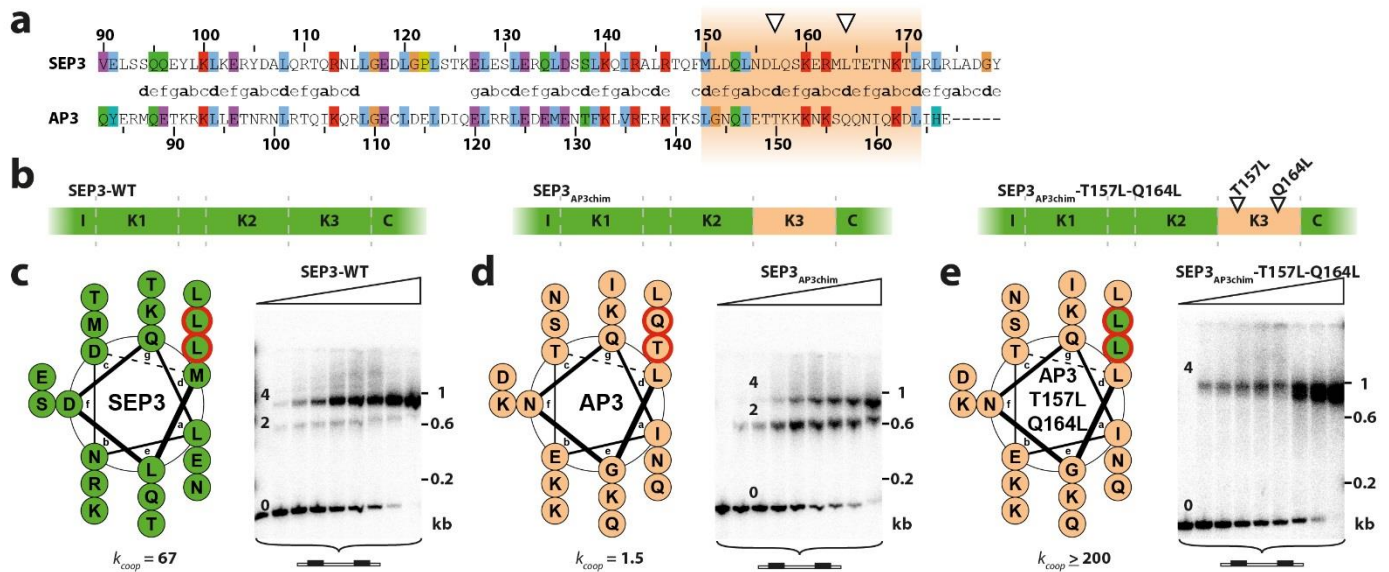 a
90 100 110 120 130 140 150 160 170
SEP3 VELSSQQEYLKLKERYDALQRTQRNLLGEDLGPLSTKELESLERQLDSSLKQIRALRTQFMLDQLNDLQSKERMLTETNKTLRLRLADGY
defgabcdefgabcdefgabcdef gabcdefgabcdefgabcde cdefgabcdefgabcdefgabcdefgabcde
AP3 QYERMQETKRKLLETNRNLRTQIKQRLGECLDELDIQELRRLEDEMENTFKLVRERKFKSLGNQIETTKKKNKSQQNIQKDLIHE-----
90 100 110 120 130 140 150 160
b
SEP3-WT
I K1 K2 K3 C
SEP3AP3chim
I K1 K2 K3 C
SEP3AP3chim-T157L-Q164L
T157L Q164L
I K1 K2 K3 C
c
T T L
M K L
D Q L
M
E S D
N R K
L Q T
L E N
g c d f a b e
SEP3
kcoop = 67
SEP3-WT
4 2 0
1
0.6
0.2
kb
d
N I L
S K Q
T Q T
L
D K N
E K K
G K Q
I N Q
g c d f a b e
AP3
kcoop = 1.5
SEP3AP3chim
4
2
0
1
0.6
0.2
kb
e
N I L
S K L
T Q L
L
D K N
E K K
G K Q
I N Q
g c d f a b e
AP3
T157L
Q164L
kcoop ≥ 200
SEP3AP3chim-T157L-Q164L
4
0
1
0.6
0.2
kb